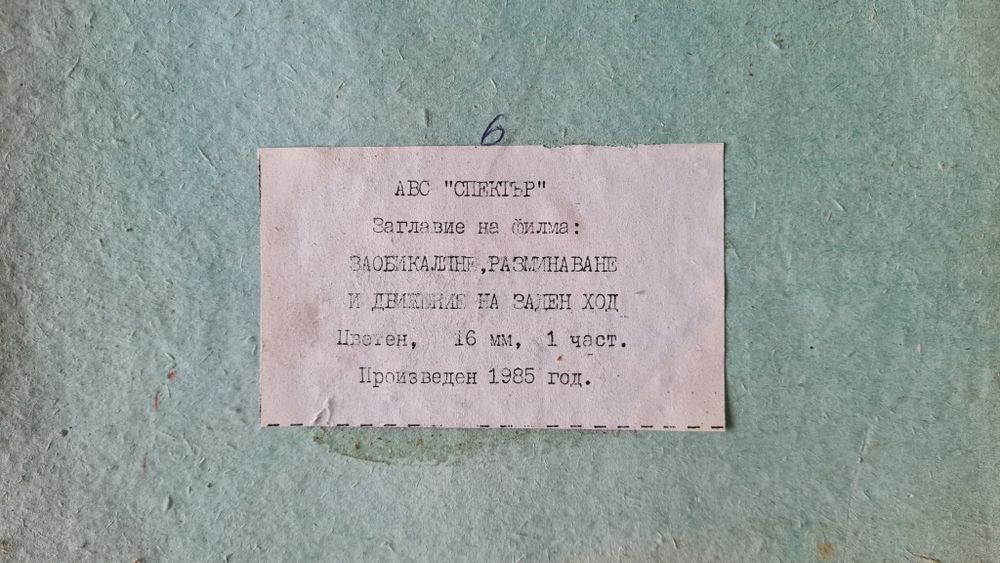 6
АВС "СПЕКТЪР"
Заглавие на филма:
ЗАОБИКАЛЯНЕ,РАЗМИНАВАНЕ
И ДВИЖЕНИЕ НА ЗАДЕН ХОД
Цветен, 16 мм, 1 част.
Произведен 1985 год.